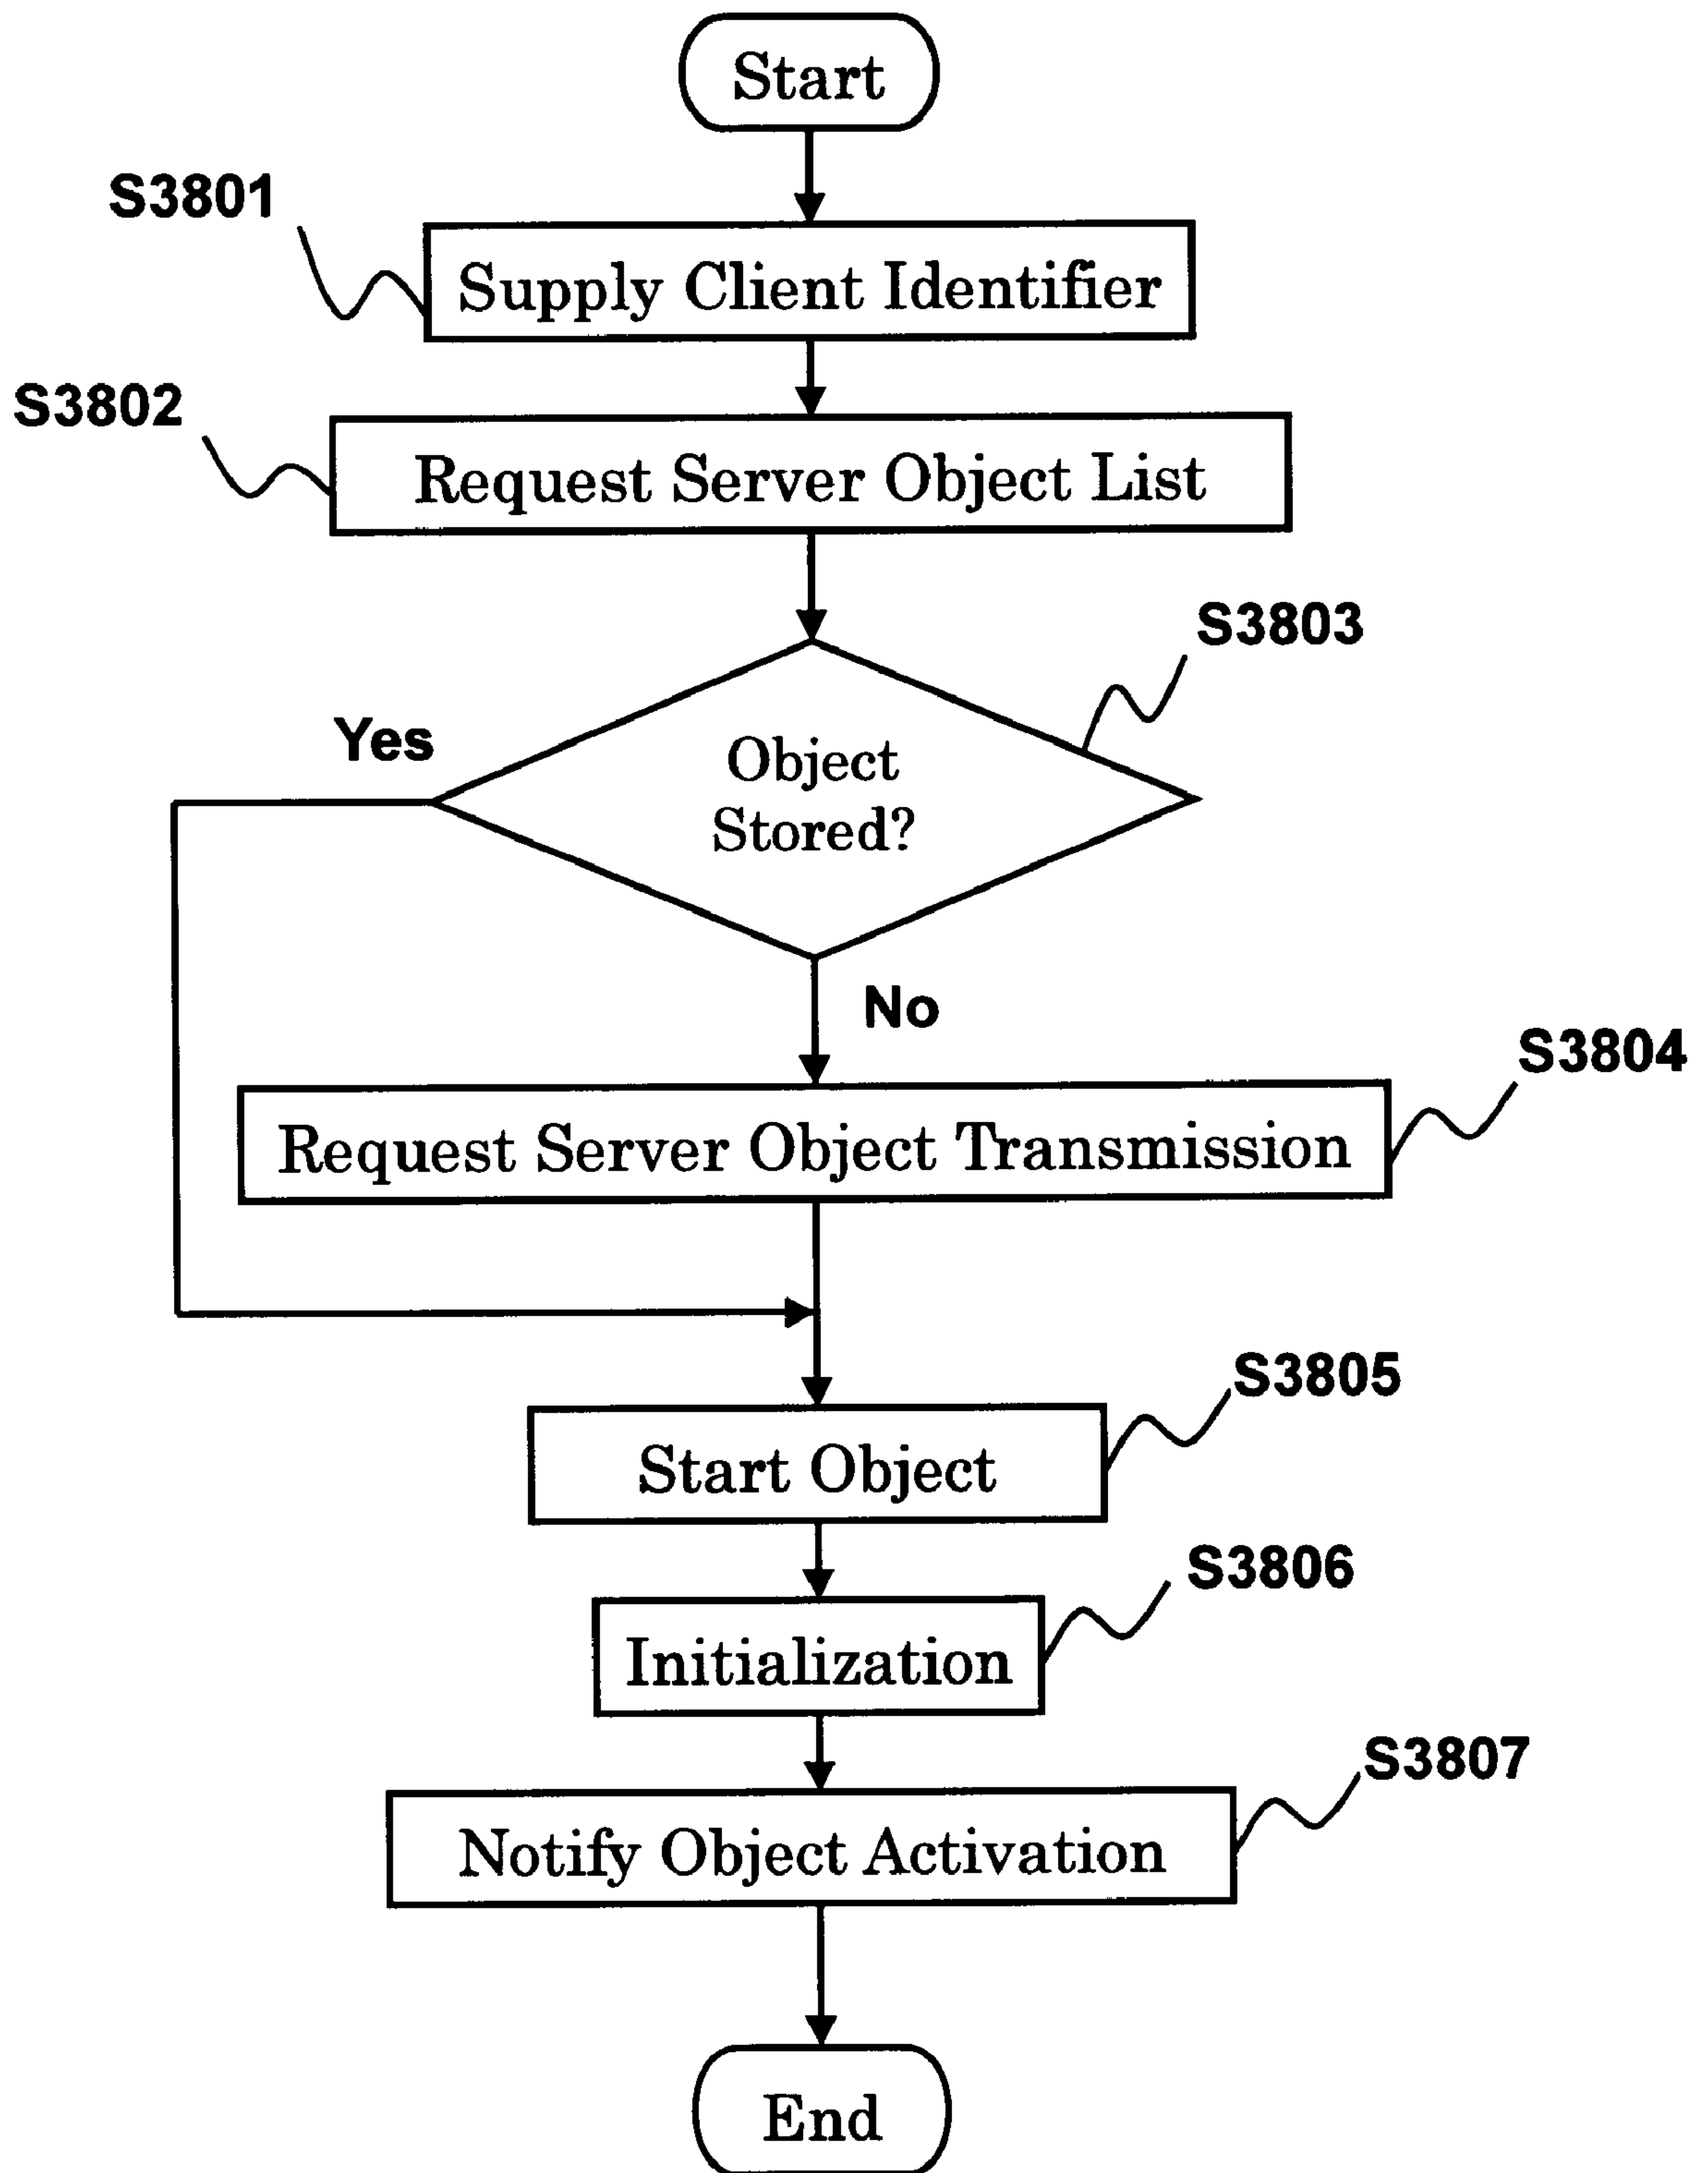 Start
S3801
Supply Client Identifier
S3802
Request Server Object List
S3803
Yes
Object
Stored?
No
S3804
Request Server Object Transmission
S3805
Start Object
S3806
Initialization
S3807
Notify Object Activation
End